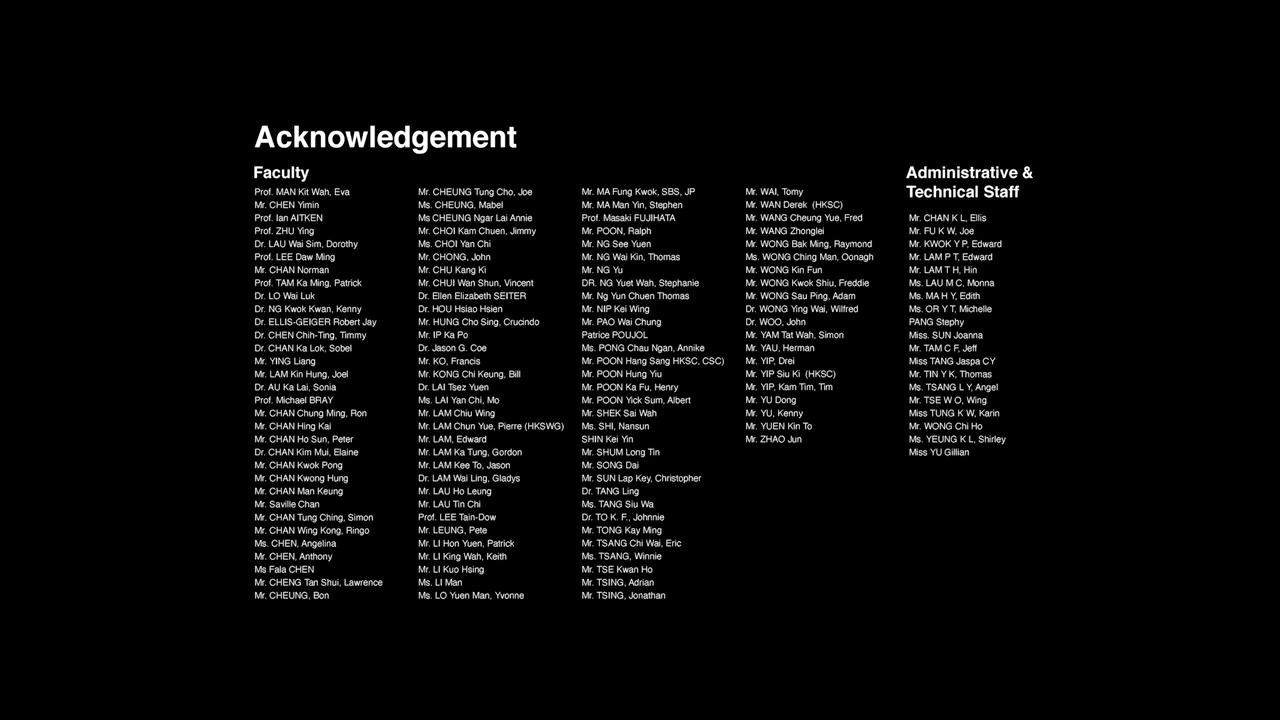 Acknowledgement
Faculty
Prof. MAN Kit Wah, Eva
Mr. CHEN Yimin
Prof. Ian AITKEN
Prof. ZHU Ying
Dr. LAU Wai Sim, Dorothy
Prof. LEE Daw Ming
Mr. CHAN Norman
Prof. TAM Ka Ming, Patrick
Dr. LO Wai Luk
Dr. NG Kwok Kwan, Kenny
Dr. ELLIS-GEIGER Robert Jay
Dr. CHEN Chih-Ting, Timmy
Dr. CHAN Ka Lok, Sobel
Mr. YING Liang
Mr. LAM Kin Hung, Joel
Dr. AU Ka Lai, Sonia
Prof. Michael BRAY
Mr. CHAN Chung Ming, Ron
Mr. CHAN Hing Kai
Mr. CHAN Ho Sun, Peter
Dr. CHAN Kim Mui, Elaine
Mr. CHAN Kwok Pong
Mr. CHAN Kwong Hung
Mr. CHAN Man Keung
Mr. Saville Chan
Mr. CHAN Tung Ching, Simon
Mr. CHAN Wing Kong, Ringo
Ms. CHEN, Angelina
Mr. CHEN, Anthony
Ms Fala CHEN
Mr. CHENG Tan Shui, Lawrence
Mr. CHEUNG, Bon
Mr. CHEUNG Tung Cho, Joe
Ms. CHEUNG, Mabel
Ms CHEUNG Ngar Lai Annie
Mr. CHOI Kam Chuen, Jimmy
Ms. CHOI Yan Chi
Mr. CHONG, John
Mr. CHU Kang Ki
Mr. CHUI Wan Shun, Vincent
Dr. Ellen Elizabeth SEITER
Dr. HOU Hsiao Hsien
Mr. HUNG Cho Sing, Crucindo
Mr. IP Ka Po
Dr. Jason G. Coe
Mr. KO, Francis
Mr. KONG Chi Keung, Bill
Dr. LAI Tsez Yuen
Ms. LAI Yan Chi, Mo
Mr. LAM Chiu Wing
Mr. LAM Chun Yue, Pierre (HKSWG)
Mr. LAM, Edward
Mr. LAM Ka Tung, Gordon
Mr. LAM Kee To, Jason
Dr. LAM Wai Ling, Gladys
Mr. LAU Ho Leung
Mr. LAU Tin Chi
Prof. LEE Tain-Dow
Mr. LEUNG, Pete
Mr. LI Hon Yuen, Patrick
Mr. LI King Wah, Keith
Mr. LI Kuo Hsing
Ms. LI Man
Ms. LO Yuen Man, Yvonne
Mr. MA Fung Kwok, SBS, JP
Mr. MA Man Yin, Stephen
Prof. Masaki FUJIHATA
Mr. POON, Ralph
Mr. NG See Yuen
Mr. NG Wai Kin, Thomas
Mr. NG Yu
DR. NG Yuet Wah, Stephanie
Mr. Ng Yun Chuen Thomas
Mr. NIP Kei Wing
Mr. PAO Wai Chung
Patrice POUJOL
Ms. PONG Chau Ngan, Annike
Mr. POON Hang Sang HKSC, CSC)
Mr. POON Hung Yiu
Mr. POON Ka Fu, Henry
Mr. POON Yick Sum, Albert
Mr. SHEK Sai Wah
Ms. SHI, Nansun
SHIN Kei Yin
Mr. SHUM Long Tin
Mr. SONG Dai
Mr. SUN Lap Key, Christopher
Dr. TANG Ling
Ms. TANG Siu Wa
Dr. TO K. F., Johnnie
Mr. TONG Kay Ming
Mr. TSANG Chi Wai, Eric
Ms. TSANG, Winnie
Mr. TSE Kwan Ho
Mr. TSING, Adrian
Mr. TSING, Jonathan
Mr. WAI, Tomy
Mr. WAN Derek (HKSC)
Mr. WANG Cheung Yue, Fred
Mr. WANG Zhonglei
Mr. WONG Bak Ming, Raymond
Ms. WONG Ching Man, Oonagh
Mr. WONG Kin Fun
Mr. WONG Kwok Shiu, Freddie
Mr. WONG Sau Ping, Adam
Dr. WONG Ying Wai, Wilfred
Dr. WOO, John
Mr. YAM Tat Wah, Simon
Mr. YAU, Herman
Mr. YIP, Drei
Mr. YIP Siu Ki (HKSC)
Mr. YIP, Kam Tim, Tim
Mr. YU Dong
Mr. YU, Kenny
Mr. YUEN Kin To
Mr. ZHAO Jun
Administrative &
Technical Staff
Mr. CHAN K L, Ellis
Mr. FU K W, Joe
Mr. KWOK Y P, Edward
Mr. LAM P T, Edward
Mr. LAM T H, Hin
Ms. LAU M C, Monna
Ms. MA H Y, Edith
Ms. OR Y T, Michelle
PANG Stephy
Miss. SUN Joanna
Mr. TAM C F, Jeff
Miss TANG Jaspa CY
Mr. TIN Y K, Thomas
Ms. TSANG L Y, Angel
Mr. TSE W O, Wing
Miss TUNG K W, Karin
Mr. WONG Chi Ho
Ms. YEUNG K L, Shirley
Miss YU Gillian